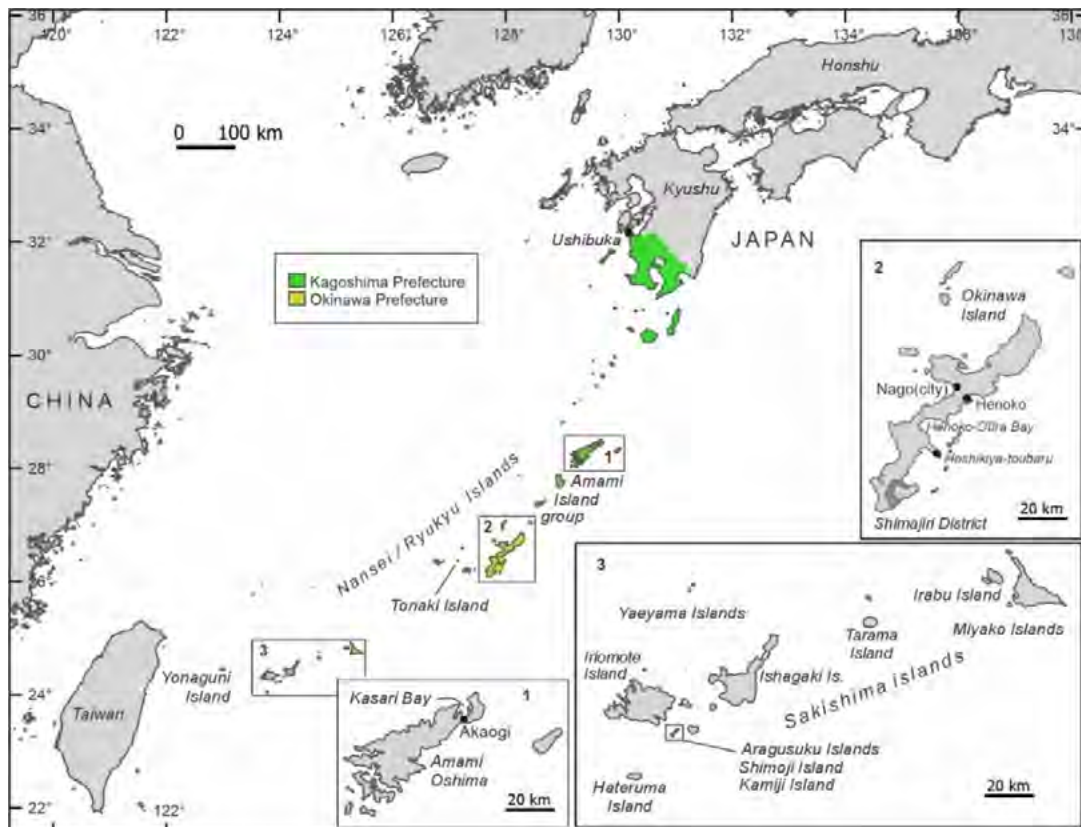 36°
120°
122°
124°
126°
128°
130°
132°
134°
136°
36°
Honshu
0 100 km
34°
34°
Kyushu
32°
Ushibuka
JAPAN
Kagoshima Prefecture
Okinawa Prefecture
2
Okinawa
Island
30°
CHINA
Nago(city)
Henoko
Henoko-Oura Bay
Hoshikiya-toubaru
Shimajiri District
20 km
28°
1
Amami
Island
group
Nansei / Ryukyu Islands
2
26°
Tonaki Island
3
Yonaguni
Island
24°
Taiwan
22°
122°
Kasari Bay
1
Akaogi
Amami
Oshima
20 km
3
Irabu Island
Yaeyama Islands
Miyako Islands
Tarama
Island
Iriomote
Island
Ishagaki Is.
Sakishima islands
Aragusuku Islands
Shimoji Island
Kamiji Island
Hateruma
Island
20 km